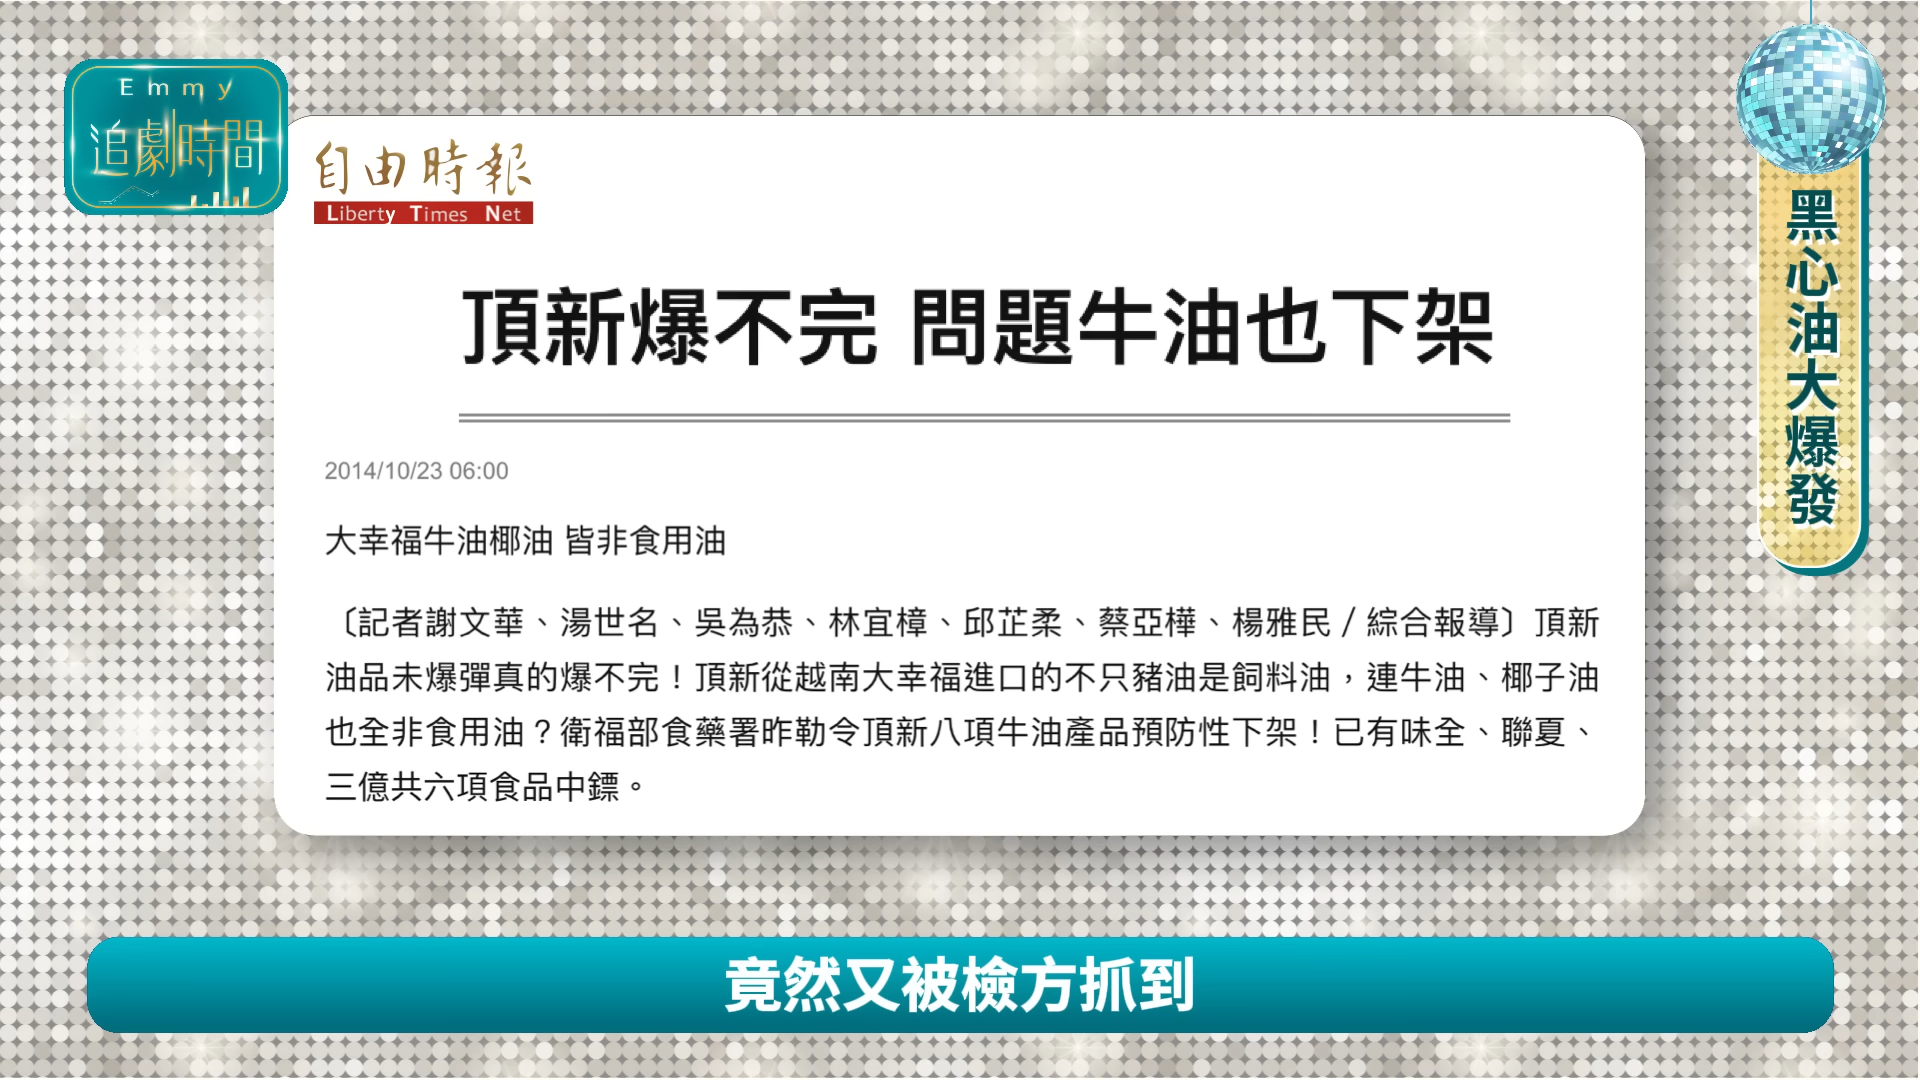 Emmy
追劇時間
自由時報
Liberty Times Net
頂新爆不完 問題牛油也下架
2014/10/23 06:00
大幸福牛油椰油 皆非食用油
〔記者謝文華、湯世名、吳為恭、林宜樟、邱芷柔、蔡亞樺、楊雅民/綜合報導〕頂新
油品未爆彈真的爆不完!頂新從越南大幸福進口的不只豬油是飼料油,連牛油、椰子油
也全非食用油?衛福部食藥署昨勒令頂新八項牛油產品預防性下架!已有味全、聯夏、
三億共六項食品中鏢。
黑心油大爆發
竟然又被檢方抓到